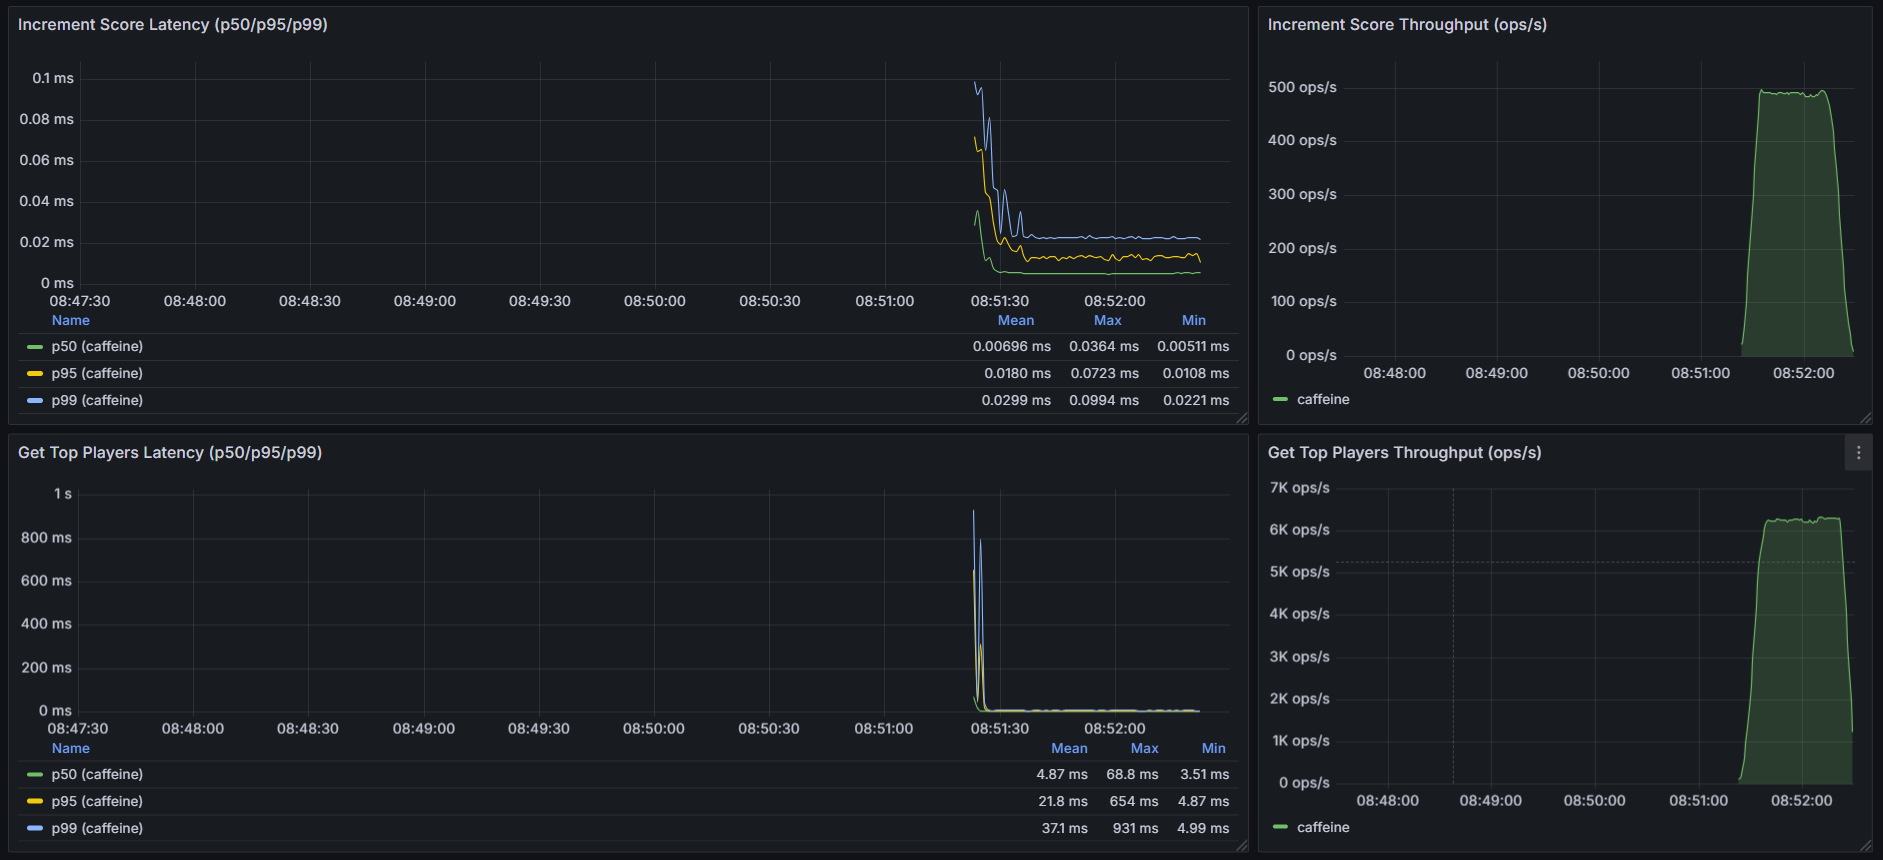 Increment Score Latency (p50/p95/p99)
0.1 ms
0.08 ms
0.06 ms
0.04 ms
0.02 ms
0 ms
08:47:30 08:48:00 08:48:30 08:49:00 08:49:30 08:50:00 08:50:30 08:51:00 08:51:30 08:52:00
Name Mean Max Min
p50 (caffeine) 0.00696 ms 0.0364 ms 0.00511 ms
p95 (caffeine) 0.0180 ms 0.0723 ms 0.0108 ms
p99 (caffeine) 0.0299 ms 0.0994 ms 0.0221 ms
Increment Score Throughput (ops/s)
500 ops/s
400 ops/s
300 ops/s
200 ops/s
100 ops/s
0 ops/s
08:48:00 08:49:00 08:50:00 08:51:00 08:52:00
caffeine
Get Top Players Latency (p50/p95/p99)
1 s
800 ms
600 ms
400 ms
200 ms
0 ms
08:47:30 08:48:00 08:48:30 08:49:00 08:49:30 08:50:00 08:50:30 08:51:00 08:51:30 08:52:00
Name Mean Max Min
p50 (caffeine) 4.87 ms 68.8 ms 3.51 ms
p95 (caffeine) 21.8 ms 654 ms 4.87 ms
p99 (caffeine) 37.1 ms 931 ms 4.99 ms
Get Top Players Throughput (ops/s)
7K ops/s
6K ops/s
5K ops/s
4K ops/s
3K ops/s
2K ops/s
1K ops/s
0 ops/s
08:48:00 08:49:00 08:50:00 08:51:00 08:52:00
caffeine